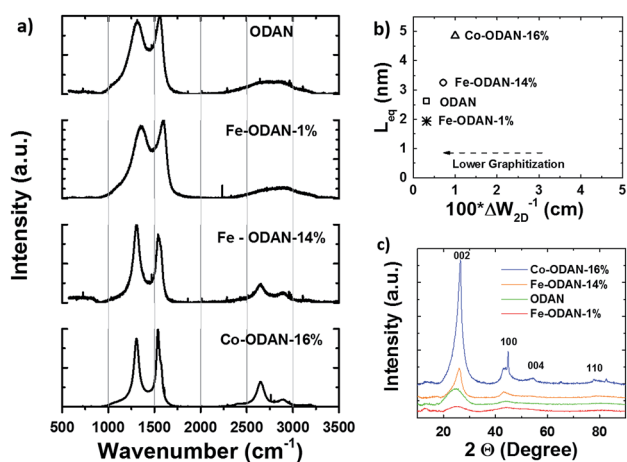 a)
ODAN
Fe-ODAN-1%
Fe - ODAN-14%
Co-ODAN-16%
Intensity (a.u.)
500 1000 1500 2000 2500 3000 3500
Wavenumber (cm-1)
b)
5
4
3
2
1
0
Co-ODAN-16%
Fe-ODAN-14%
ODAN
Fe-ODAN-1%
Lower Graphitization
Leq (nm)
0 1 2 3 4 5
100*ΔW2D-1 (cm)
c)
002
Co-ODAN-16%
Fe-ODAN-14%
ODAN
Fe-ODAN-1%
100
004
110
Intensity (a.u.)
20 40 60 80
2 Θ (Degree)